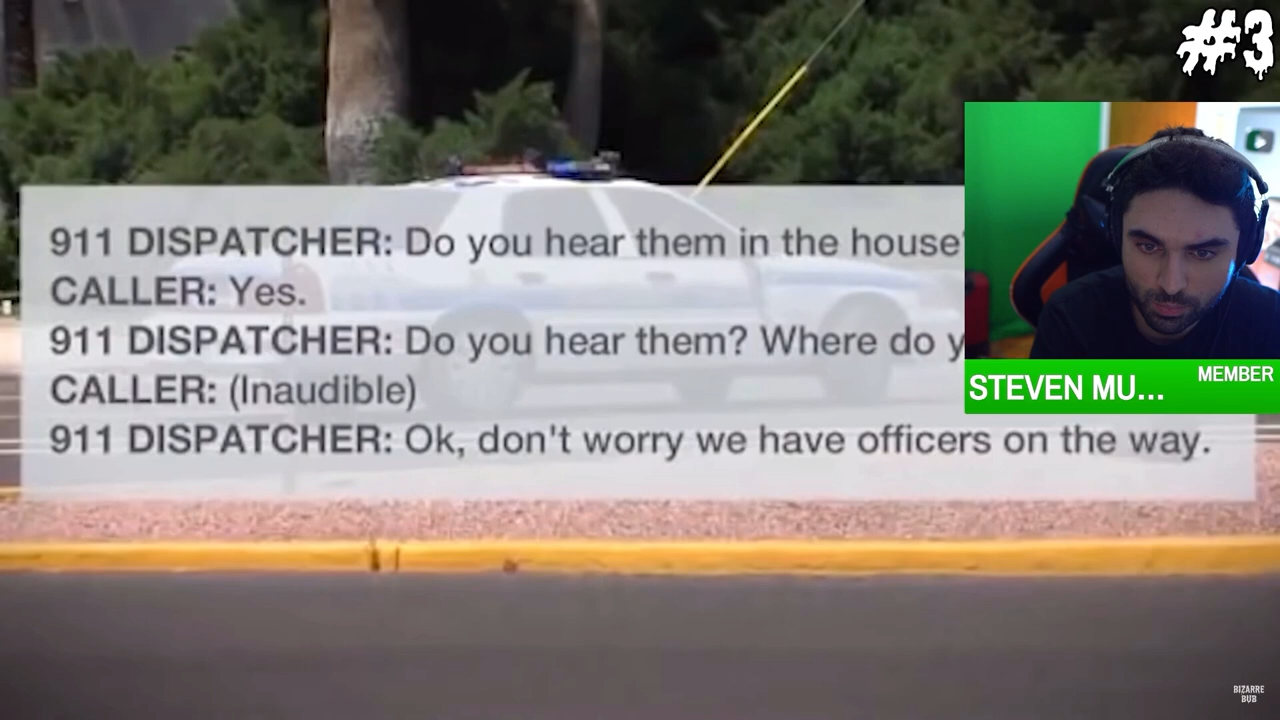 #3
911 DISPATCHER: Do you hear them in the house
CALLER: Yes.
911 DISPATCHER: Do you hear them? Where do y
CALLER: (Inaudible)
911 DISPATCHER: Ok, don't worry we have officers on the way.
MEMBER
STEVEN MU...
BIZARRE
BUB